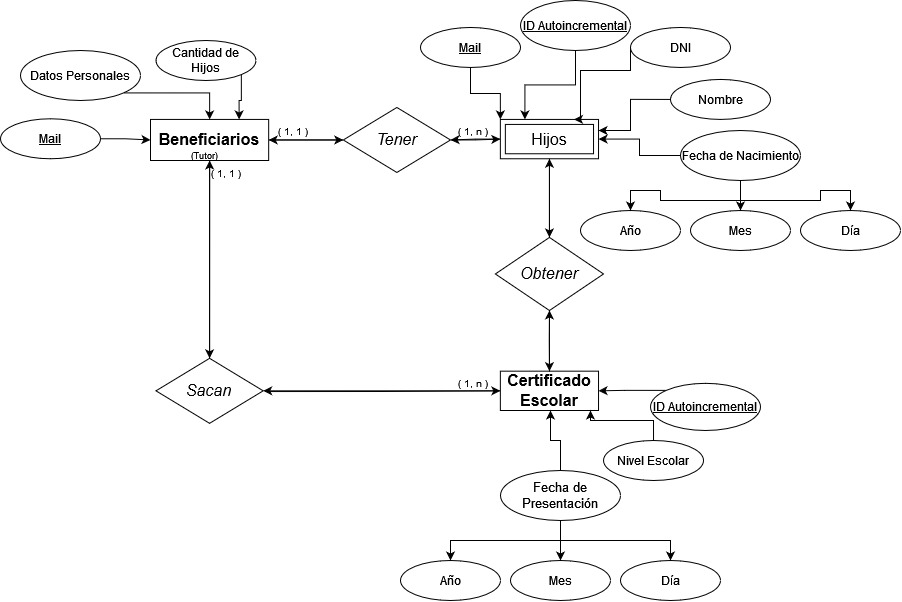 ID Autoincremental
Mail
DNI
Cantidad de
Hijos
Datos Personales
Nombre
Mail
Beneficiarios
(Tutor)
( 1, 1 )
Tener
( 1, n )
Hijos
Fecha de Nacimiento
( 1, 1 )
Año
Mes
Día
Obtener
Sacan
( 1, n )
Certificado
Escolar
ID Autoincremental
Nivel Escolar
Fecha de
Presentación
Año
Mes
Día